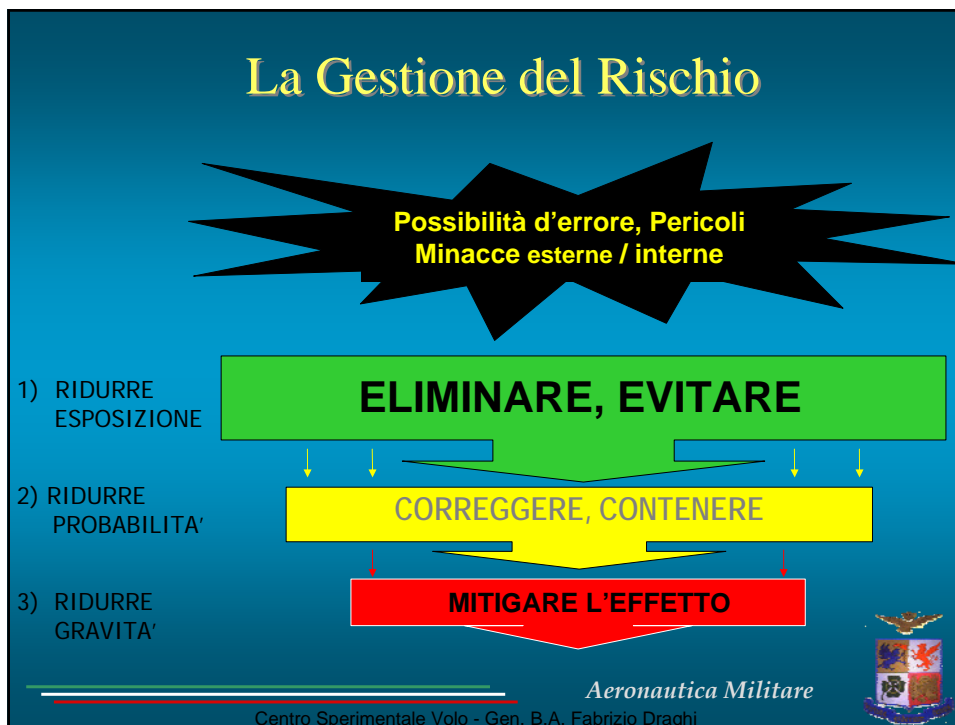 La Gestione del Rischio
Possibilità d'errore, Pericoli
Minacce esterne / interne
1) RIDURRE
ESPOSIZIONE
ELIMINARE, EVITARE
2) RIDURRE
PROBABILITA'
CORREGGERE, CONTENERE
3) RIDURRE
GRAVITA'
MITIGARE L'EFFETTO
Aeronautica Militare
Centro Sperimentale Volo - Gen. B.A. Fabrizio Draghi